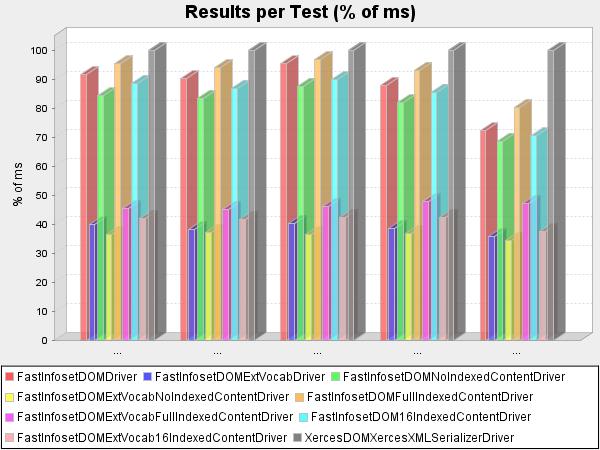 Results per Test (% of ms)
100
90
80
70
60
50
40
30
20
10
0
% of ms
... ... ... ... ...
FastInfosetDOMDriver FastInfosetDOMExtVocabDriver FastInfosetDOMNoIndexedContentDriver
FastInfosetDOMExtVocabNoIndexedContentDriver FastInfosetDOMFullIndexedContentDriver
FastInfosetDOMExtVocabFullIndexedContentDriver FastInfosetDOM16IndexedContentDriver
FastInfosetDOMExtVocab16IndexedContentDriver XercesDOMXercesXMLSerializerDriver